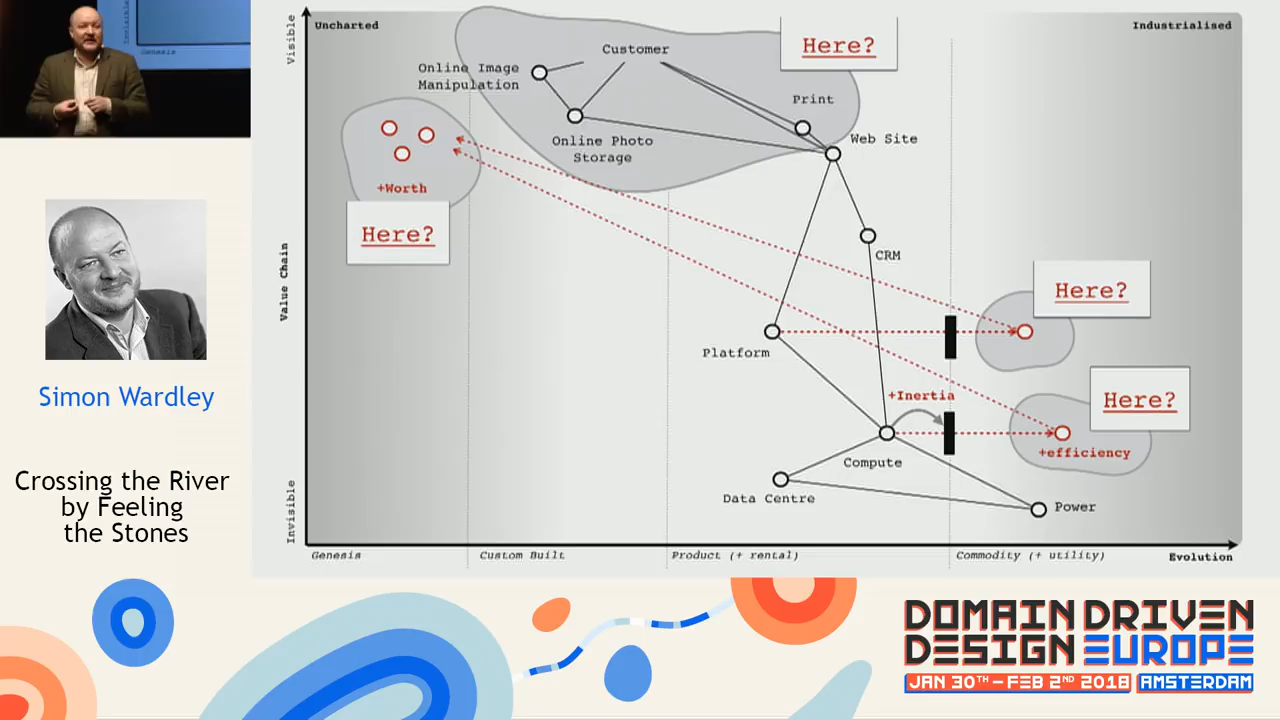 Invisible
Genesis
Simon Wardley
Crossing the River
by Feeling
the Stones
Visible
Value Chain
Invisible
Uncharted
Industrialised
Customer
Here?
Online Image
Manipulation
Print
Online Photo
Storage
Web Site
+Worth
Here?
CRM
Here?
Platform
+Inertia
Here?
Compute
+efficiency
Data Centre
Power
Genesis
Custom Built
Product (+ rental)
Commodity (+ utility)
Evolution
DOMAIN DRIVEN
DESIGN EUROPE
JAN 30TH - FEB 2ND 2018 AMSTERDAM